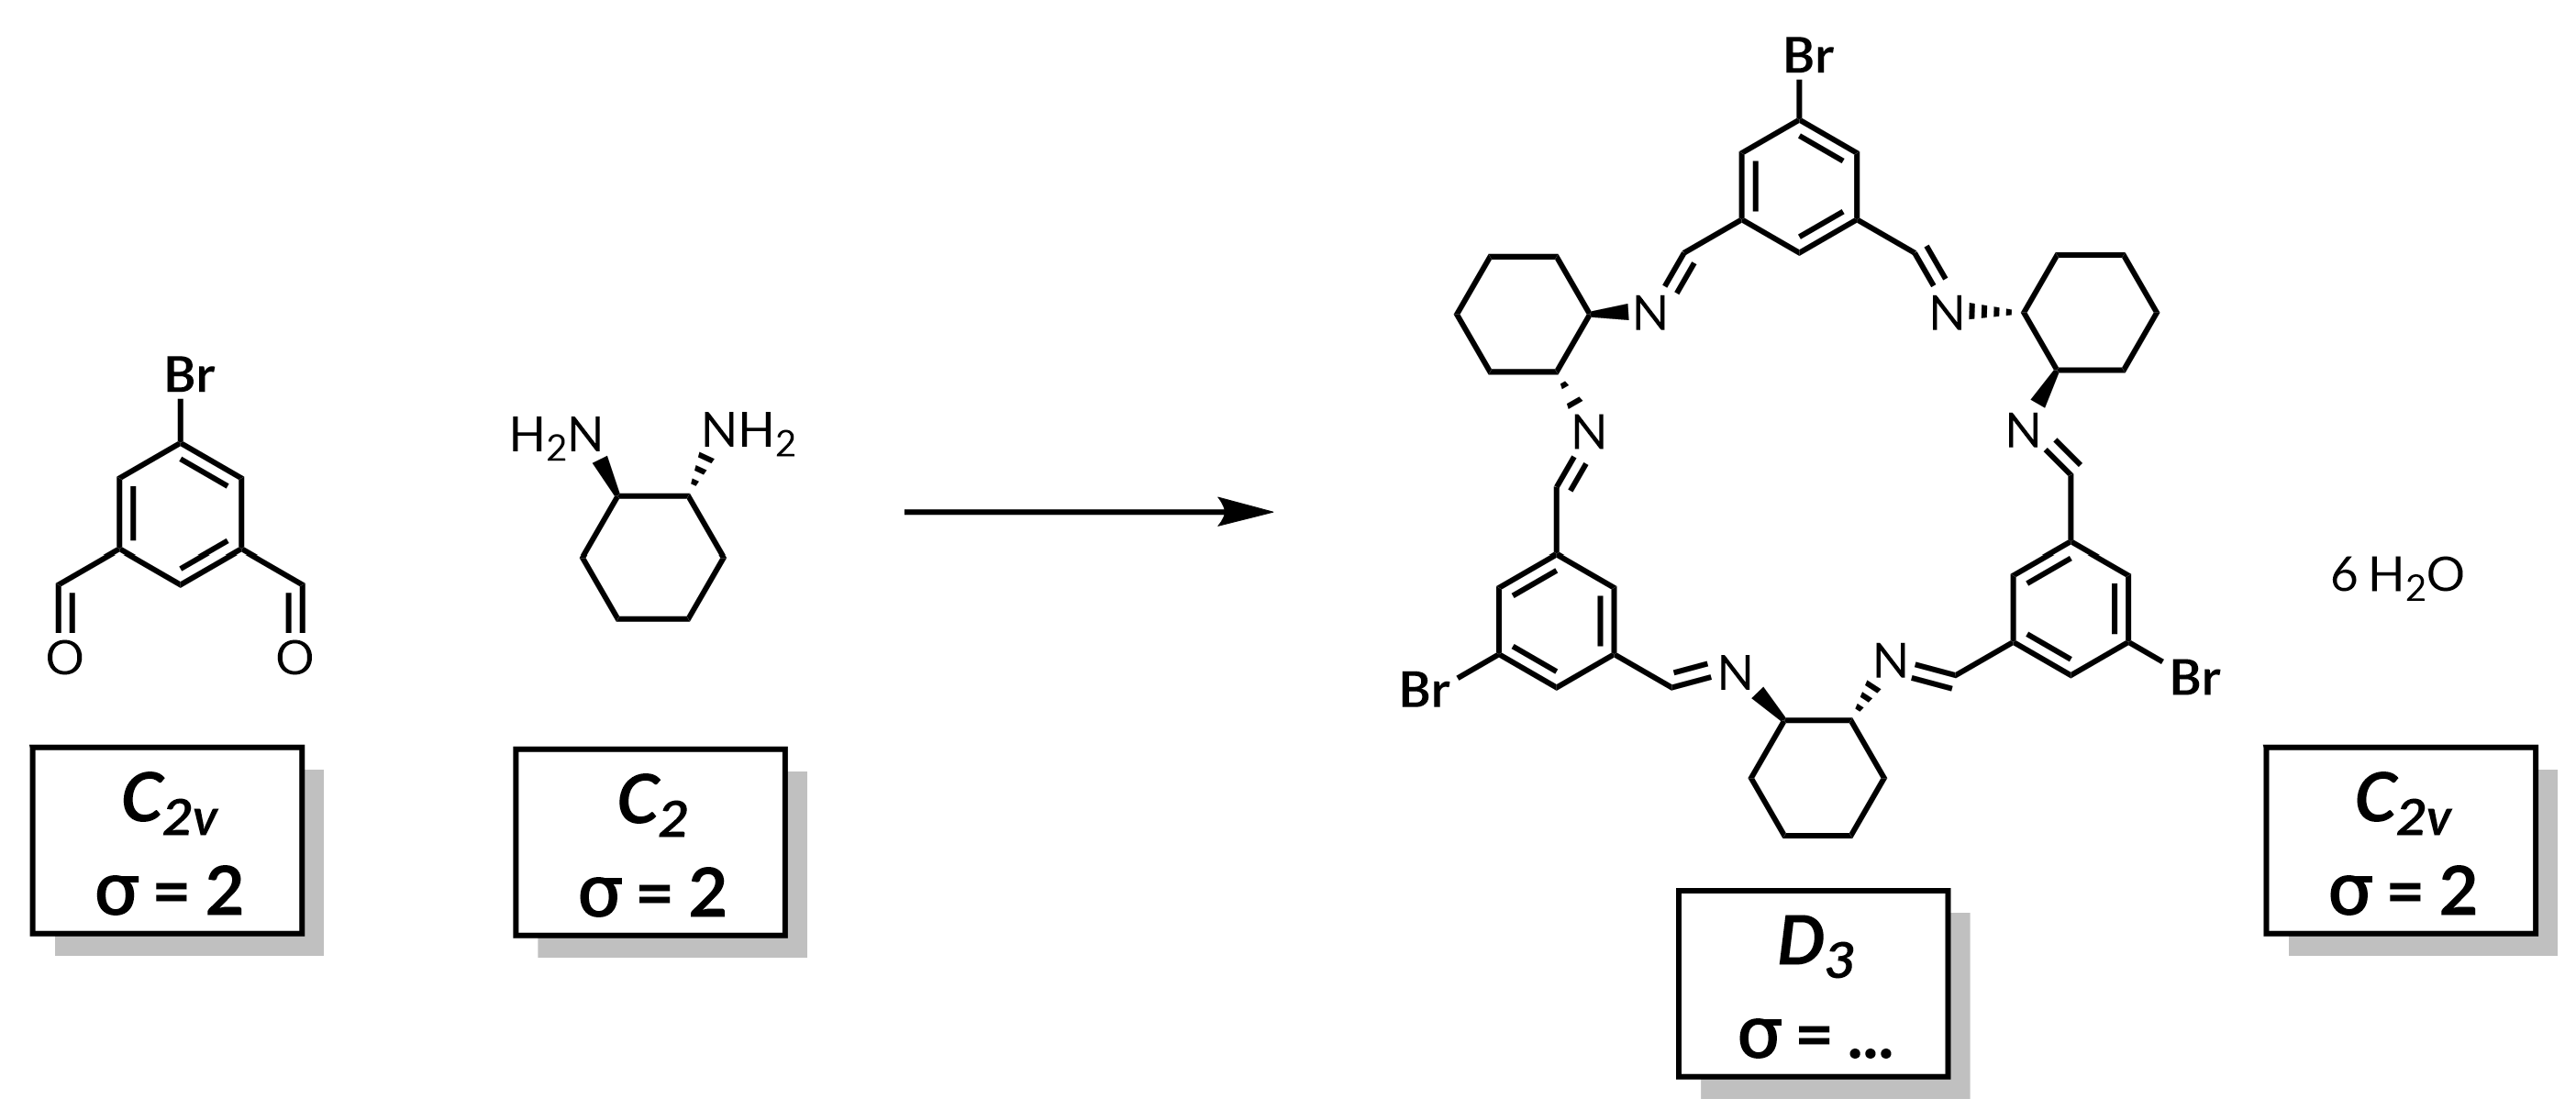 Br
Br
H₂N
NH₂
O
O
N
N
N
N
N
N
Br
Br
6 H₂O
C₂ᵥ
σ = 2
C₂
σ = 2
D₃
σ = ...
C₂ᵥ
σ = 2